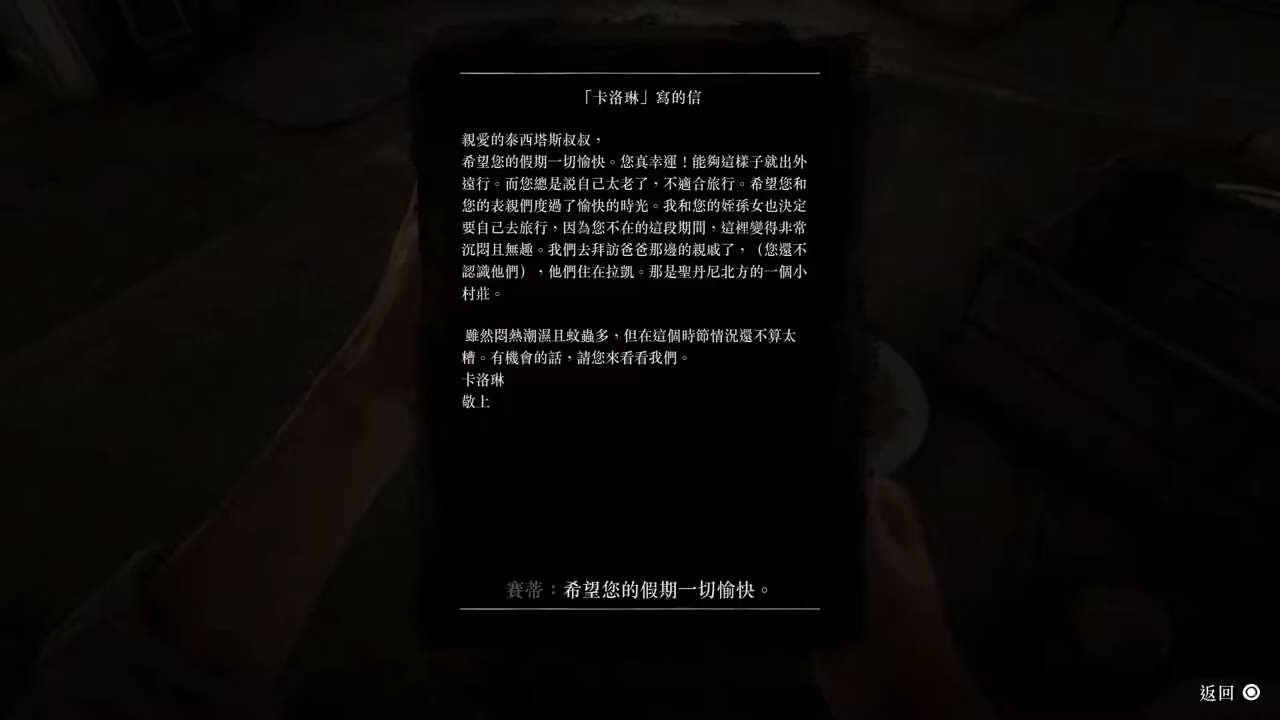 「卡洛琳」寫的信
親愛的泰西塔斯叔叔，
希望您的假期一切愉快。您真幸運！能夠這樣子就出外
遠行。而您總是説自己太老了，不適合旅行。希望您和
您的表親們度過了愉快的時光。我和您的姪孫女也決定
要自己去旅行，因為您不在的這段期間，這裡變得非常
沉悶且無趣。我們去拜訪爸爸那邊的親戚了，（您還不
認識他們），他們住在拉凱。那是聖丹尼北方的一個小
村莊。
雖然悶熱潮濕且蚊蟲多，但在這個時節情況還不算太
糟。有機會的話，請您來看看我們。
卡洛琳
敬上
賽蒂：希望您的假期一切愉快。
返回